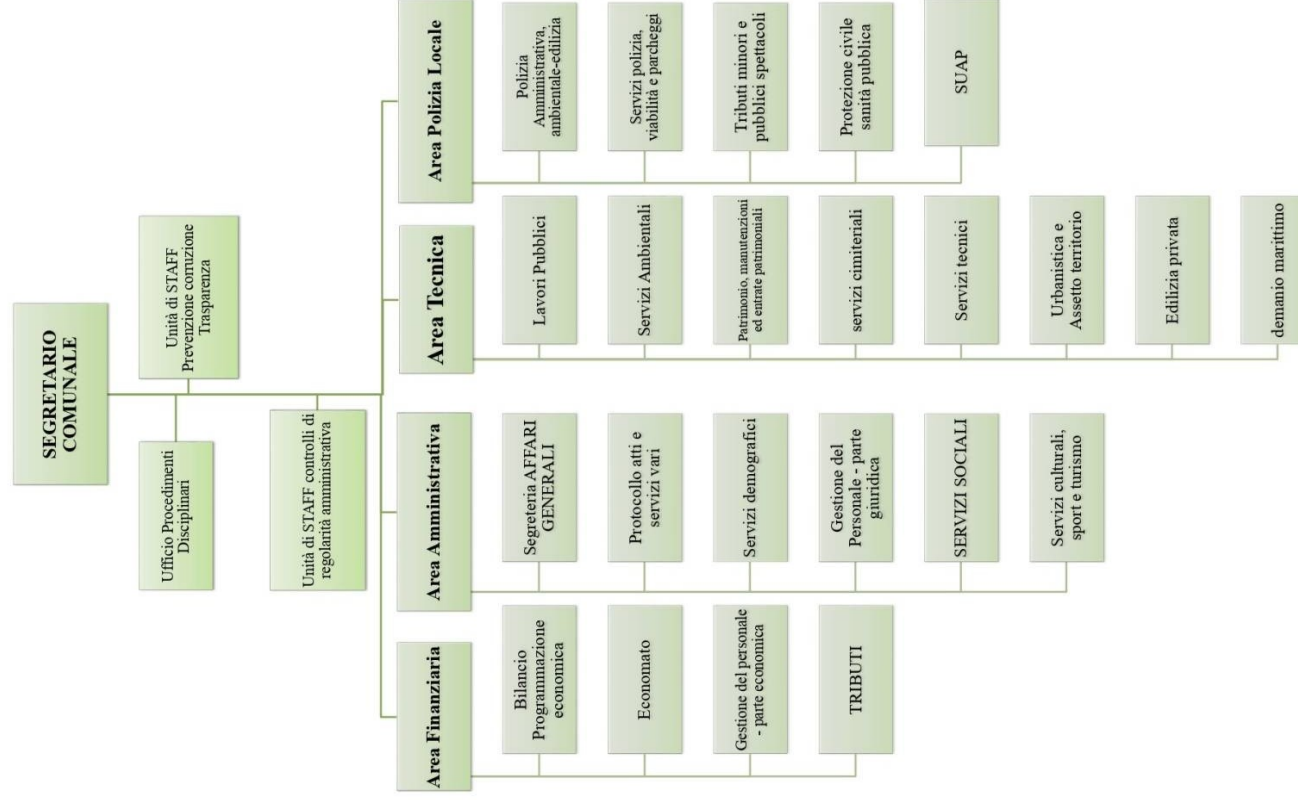 SEGRETARIO
COMUNALE
Ufficio Procedimenti
Disciplinari
Unità di STAFF
Prevenzione corruzione
Trasparenza
Unità di STAFF controlli di
regolarità amministrativa
Area Finanziaria
Bilancio
Programmazione
economica
Economato
Gestione del personale
- parte economica
TRIBUTI
Area Amministrativa
Segreteria AFFARI
GENERALI
Protocollo atti e
servizi vari
Servizi demografici
Gestione del
Personale - parte
giuridica
SERVIZI SOCIALI
Servizi culturali,
sport e turismo
Area Tecnica
Lavori Pubblici
Servizi Ambientali
Patrimonio, manutenzioni
ed entrate patrimoniali
servizi cimiteriali
Servizi tecnici
Urbanistica e
Assetto territorio
Edilizia privata
demanio marittimo
Area Polizia Locale
Polizia
Amministrativa,
ambientale-edilizia
Servizi polizia,
viabilità e parcheggi
Tributi minori e
pubblici spettacoli
Protezione civile
sanità pubblica
SUAP